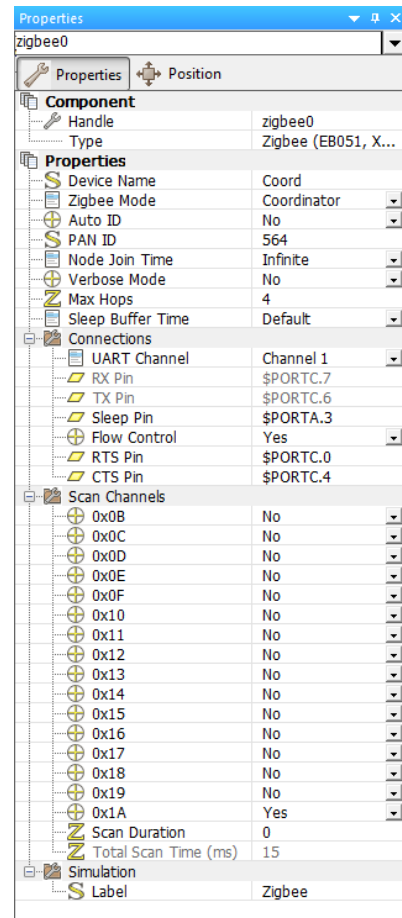 Properties
zigbee0
Properties Position
Component
Handle zigbee0
Type Zigbee (EB051, X...
Properties
Device Name Coord
Zigbee Mode Coordinator
Auto ID No
PAN ID 564
Node Join Time Infinite
Verbose Mode No
Max Hops 4
Sleep Buffer Time Default
Connections
UART Channel Channel 1
RX Pin $PORTC.7
TX Pin $PORTC.6
Sleep Pin $PORTA.3
Flow Control Yes
RTS Pin $PORTC.0
CTS Pin $PORTC.4
Scan Channels
0x0B No
0x0C No
0x0D No
0x0E No
0x0F No
0x10 No
0x11 No
0x12 No
0x13 No
0x14 No
0x15 No
0x16 No
0x17 No
0x18 No
0x19 No
0x1A Yes
Scan Duration 0
Total Scan Time (ms) 15
Simulation
Label Zigbee